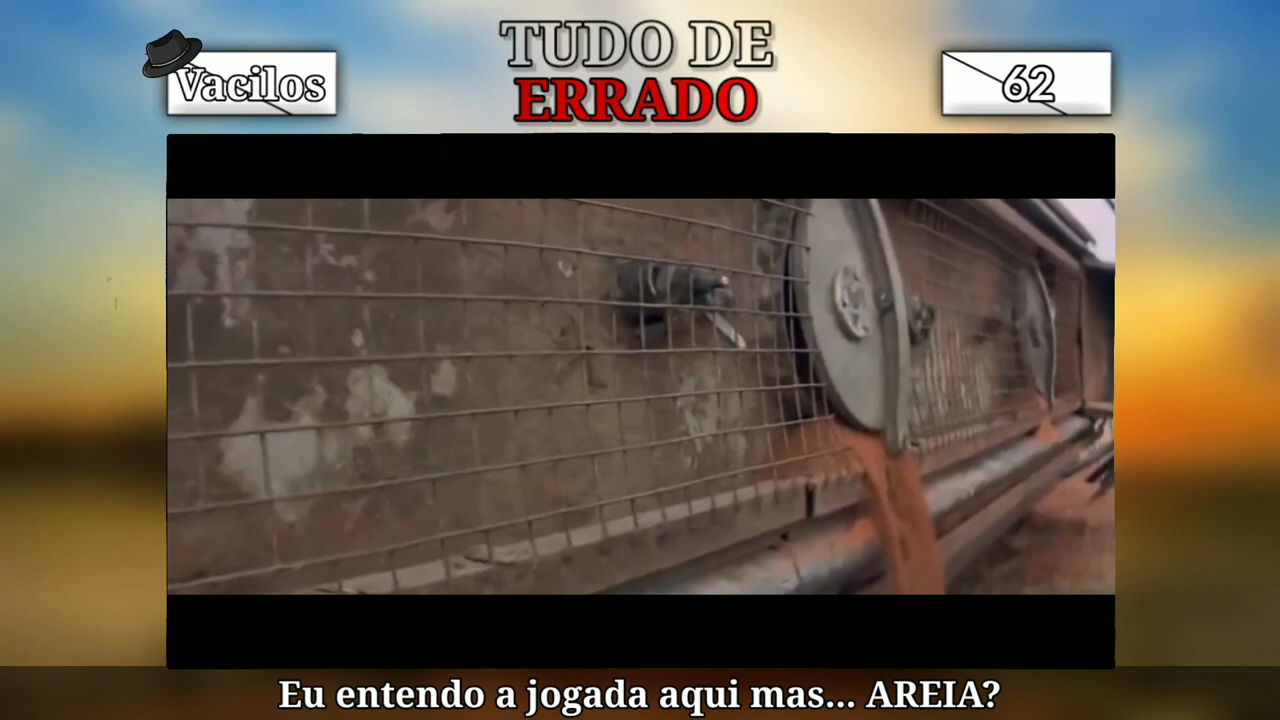 TUDO DE
ERRADO
Vacilos
62
Eu entendo a jogada aqui mas... AREIA?